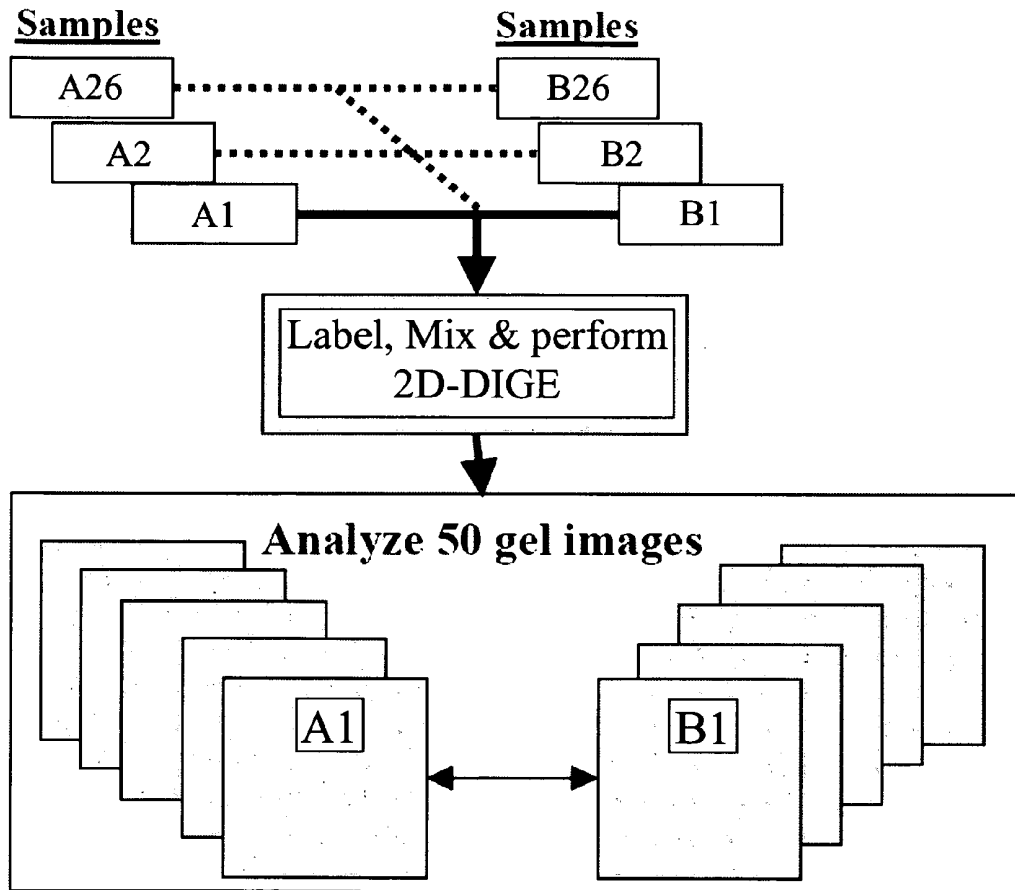 Samples
Samples
A26
B26
A2
B2
A1
B1
Label, Mix & perform
2D-DIGE
Analyze 50 gel images
A1
B1